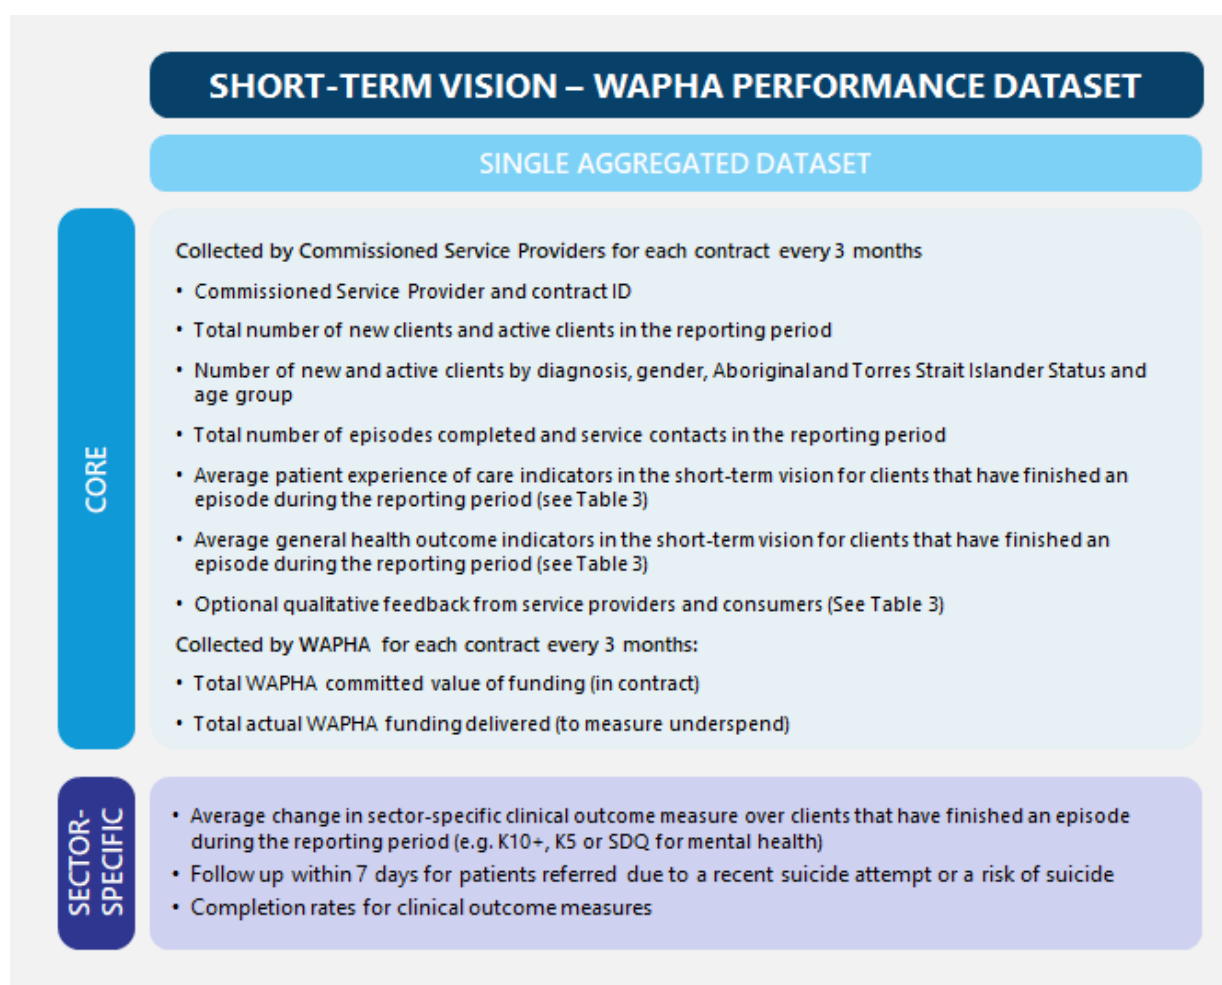 SHORT-TERM VISION – WAPHA PERFORMANCE DATASET
SINGLE AGGREGATED DATASET
CORE
Collected by Commissioned Service Providers for each contract every 3 months
• Commissioned Service Provider and contract ID
• Total number of new clients and active clients in the reporting period
• Number of new and active clients by diagnosis, gender, Aboriginal and Torres Strait Islander Status and
age group
• Total number of episodes completed and service contacts in the reporting period
• Average patient experience of care indicators in the short-term vision for clients that have finished an
episode during the reporting period (see Table 3)
• Average general health outcome indicators in the short-term vision for clients that have finished an
episode during the reporting period (see Table 3)
• Optional qualitative feedback from service providers and consumers (See Table 3)
Collected by WAPHA for each contract every 3 months:
• Total WAPHA committed value of funding (in contract)
• Total actual WAPHA funding delivered (to measure underspend)
SECTOR-
SPECIFIC
• Average change in sector-specific clinical outcome measure over clients that have finished an episode
during the reporting period (e.g. K10+, K5 or SDQ for mental health)
• Follow up within 7 days for patients referred due to a recent suicide attempt or a risk of suicide
• Completion rates for clinical outcome measures